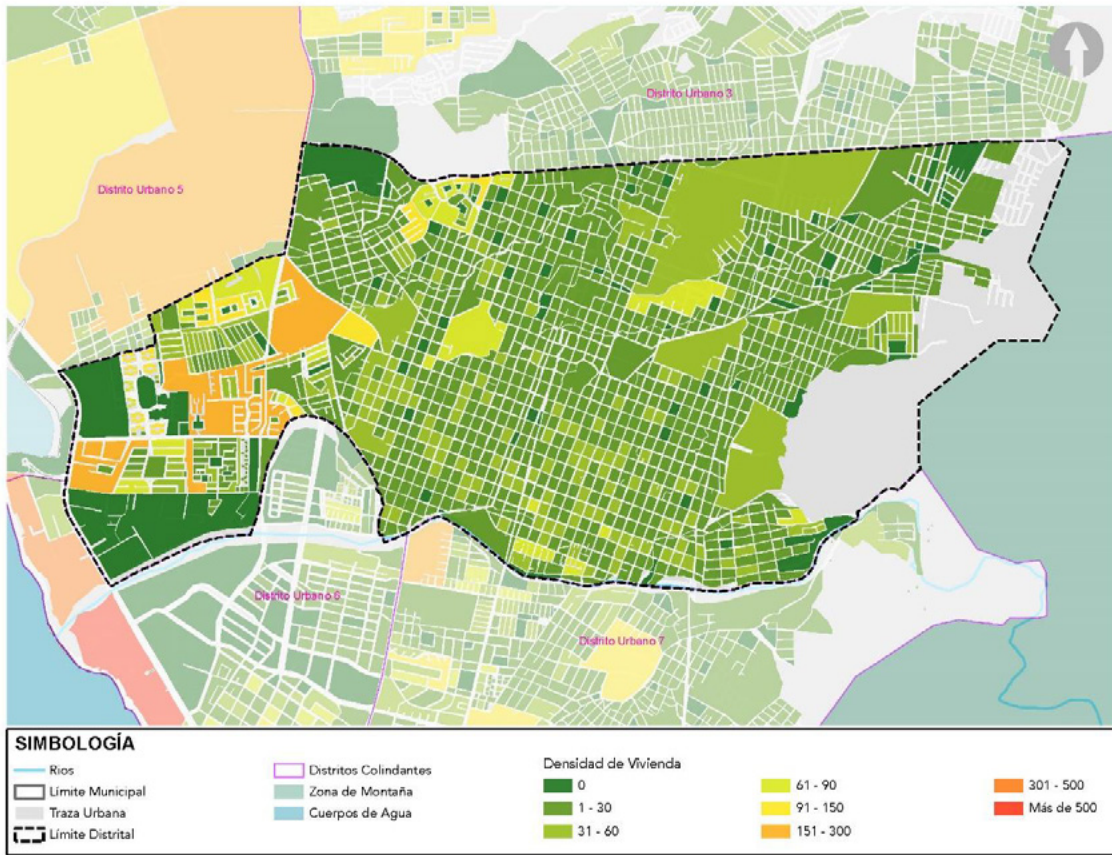 Distrito Urbano 3
Distrito Urbano 5
Distrito Urbano 6
Distrito Urbano 7
SIMBOLOGÍA
Rios
Límite Municipal
Traza Urbana
Límite Distrital
Distritos Colindantes
Zona de Montaña
Cuerpos de Agua
Densidad de Vivienda
0
1 - 30
31 - 60
61 - 90
91 - 150
151 - 300
301 - 500
Más de 500